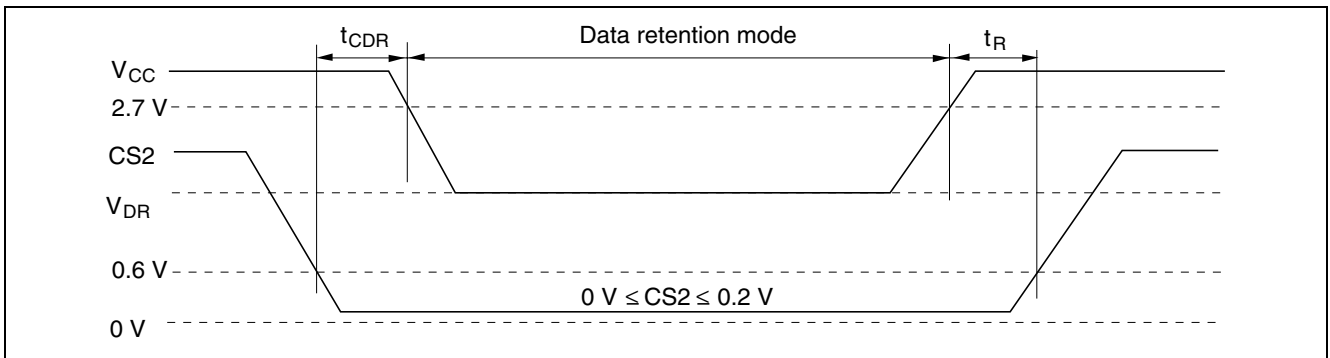 tCDR Data retention mode tR
VCC
2.7 V
CS2
VDR
0.6 V
0 V ≤ CS2 ≤ 0.2 V
0 V